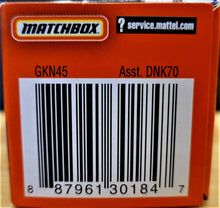 MATCHBOX
? service.mattel.com
GKN45 Asst. DNK70
8 87961 30184 7